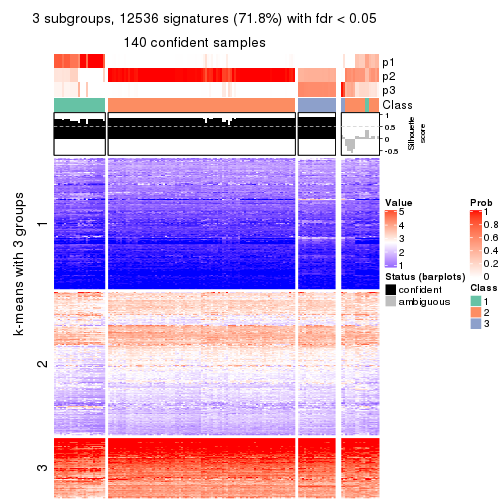 3 subgroups, 12536 signatures (71.8%) with fdr < 0.05
140 confident samples
p1
p2
p3
Class
1
0.5
0
-0.5
Silhouette
score
k-means with 3 groups
1
2
3
Value
5
4
3
2
1
Status (barplots)
confident
ambiguous
Prob
1
0.8
0.6
0.4
0.2
0
Class
1
2
3